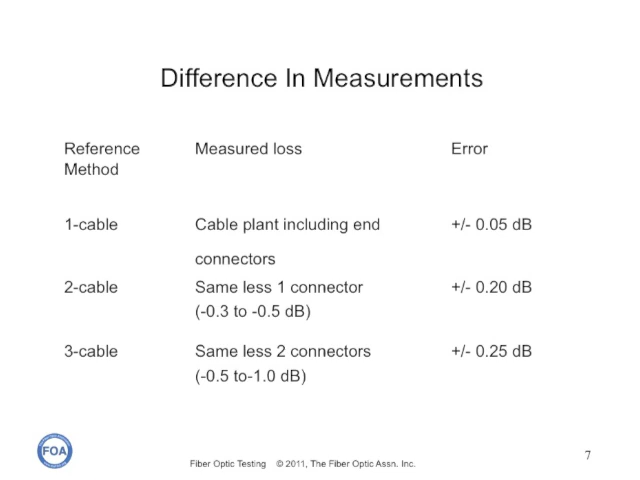 Difference In Measurements
Reference Measured loss Error
Method
1-cable Cable plant including end +/- 0.05 dB
connectors
2-cable Same less 1 connector +/- 0.20 dB
(-0.3 to -0.5 dB)
3-cable Same less 2 connectors +/- 0.25 dB
(-0.5 to-1.0 dB)
FOA
Fiber Optic Testing © 2011, The Fiber Optic Assn. Inc.
7